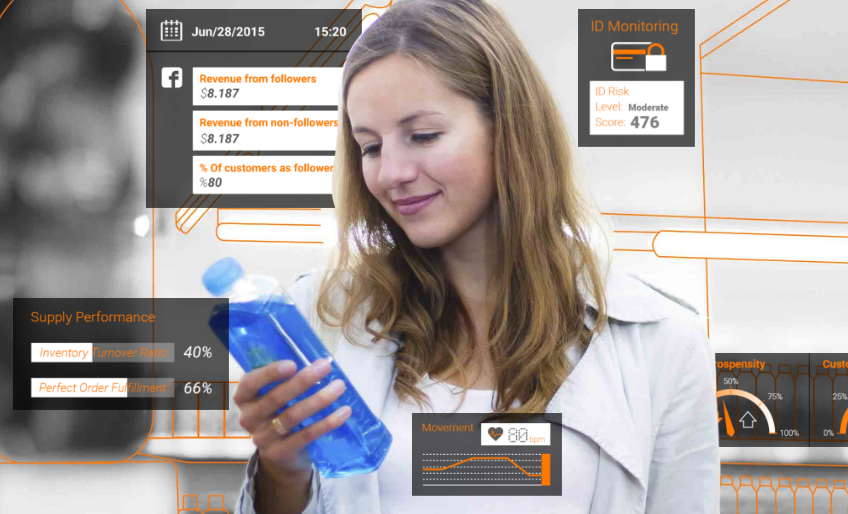 Jun/28/2015 15:20
Revenue from followers
$8.187
Revenue from non-followers
$8.187
% Of customers as follower
%80
ID Monitoring
ID Risk
Level: Moderate
Score: 476
Supply Performance
Inventory Turnover Ratio 40%
Perfect Order Fulfillment 66%
Movement 80 bpm
rospensity
50%
75%
100%
Custo
25%
0%